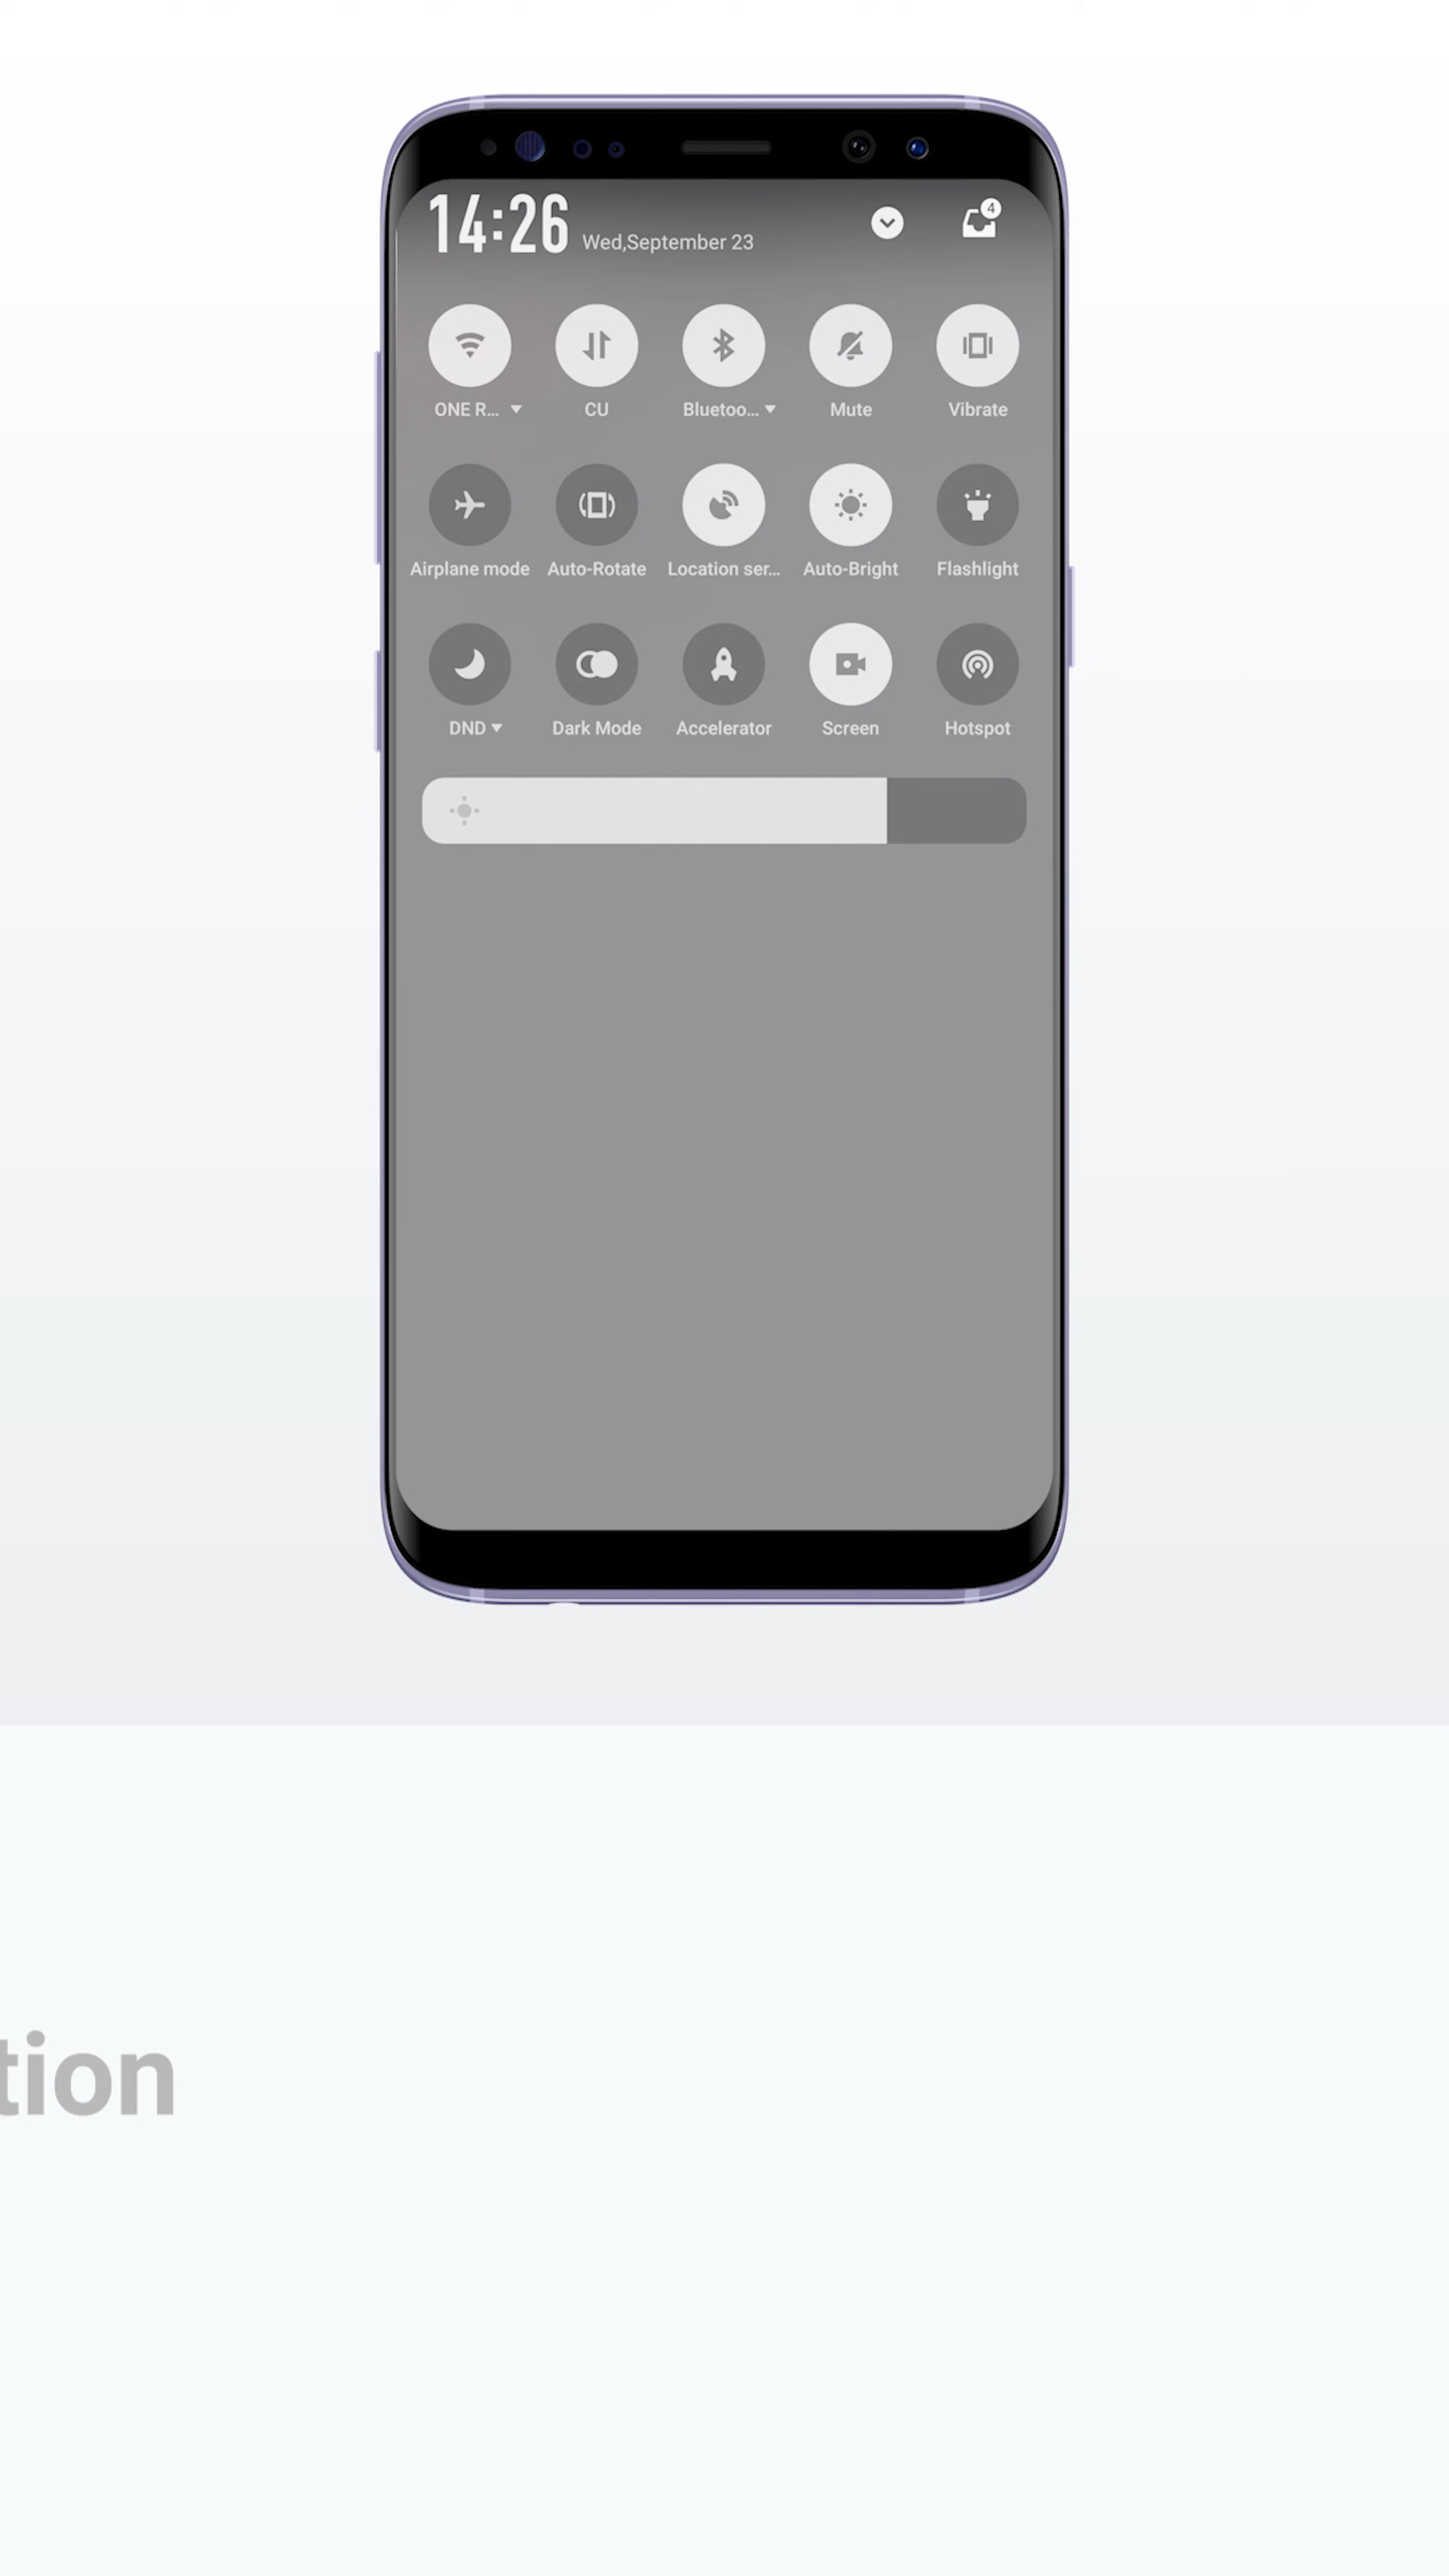 14:26 Wed,September 23
4
ONE R... CU Bluetoo... Mute Vibrate
Airplane mode Auto-Rotate Location ser... Auto-Bright Flashlight
DND Dark Mode Accelerator Screen Hotspot
tion